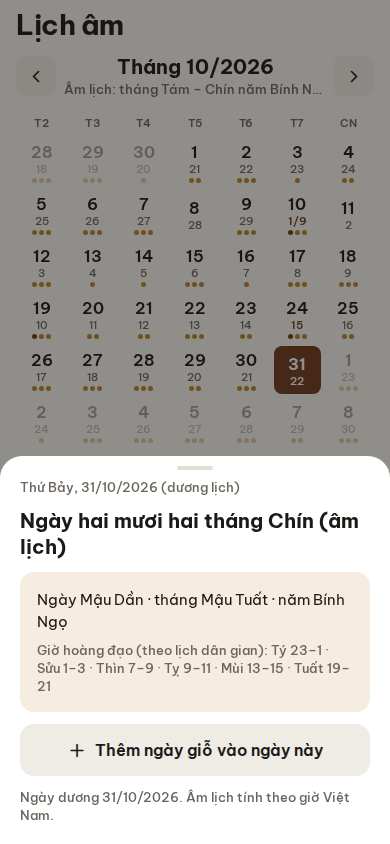 Lịch âm
Tháng 10/2026
Âm lịch: tháng Tám – Chín năm Bính N...
T2 T3 T4 T5 T6 T7 CN
28 29 30 1 2 3 4
18 19 20 21 22 23 24
5 6 7 8 9 10 11
25 26 27 28 29 1/9 2
12 13 14 15 16 17 18
3 4 5 6 7 8 9
19 20 21 22 23 24 25
10 11 12 13 14 15 16
26 27 28 29 30 31 1
17 18 19 20 21 22 23
2 3 4 5 6 7 8
24 25 26 27 28 29 30
Thứ Bảy, 31/10/2026 (dương lịch)
Ngày hai mươi hai tháng Chín (âm
lịch)
Ngày Mậu Dần · tháng Mậu Tuất · năm Bính
Ngọ
Giờ hoàng đạo (theo lịch dân gian): Tý 23–1 ·
Sửu 1–3 · Thìn 7–9 · Tỵ 9–11 · Mùi 13–15 · Tuất 19–
21
+ Thêm ngày giỗ vào ngày này
Ngày dương 31/10/2026. Âm lịch tính theo giờ Việt
Nam.